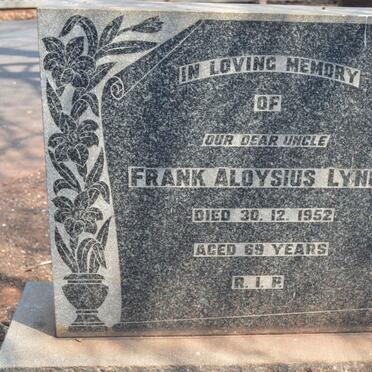 IN LOVING MEMORY
OF
OUR DEAR UNCLE
FRANK ALOYSIUS LYN
DIED 30. 12. 1952.
AGED 69 YEARS
R. I. P.